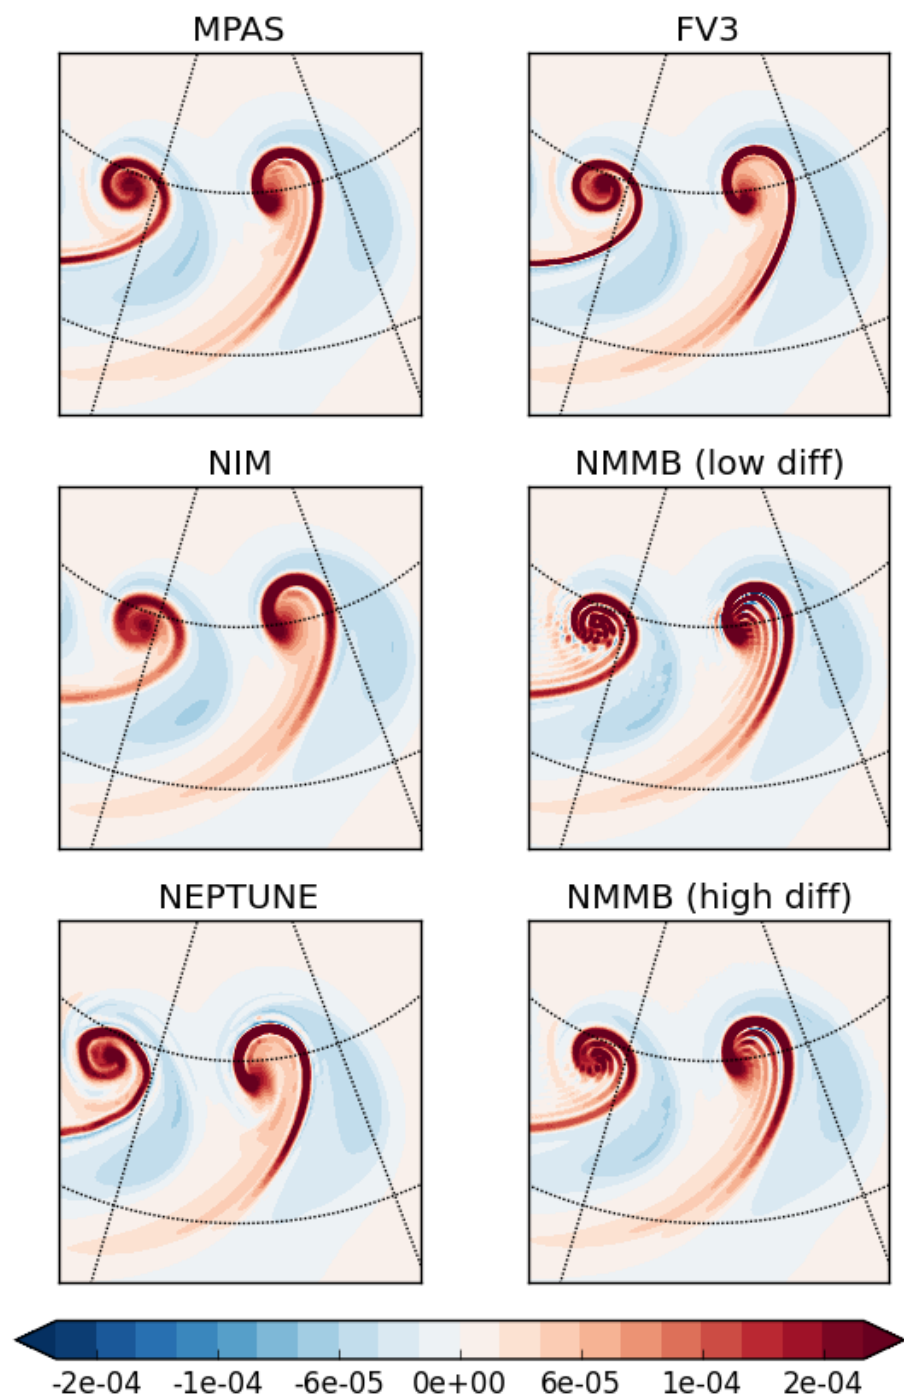 MPAS FV3
NIM NMMB (low diff)
NEPTUNE NMMB (high diff)
-2e-04 -1e-04 -6e-05 0e+00 6e-05 1e-04 2e-04